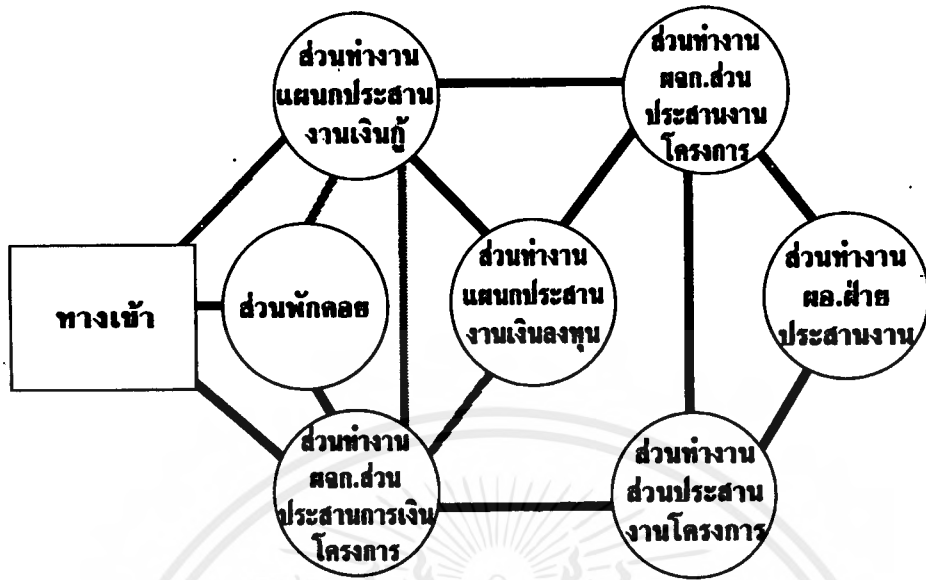 ส่วนทำงาน
แผนกประสาน
งานเงินกู้
ส่วนทำงาน
ผจก.ส่วน
ประสานงาน
โครงการ
ทางเข้า
ส่วนพักคอย
ส่วนทำงาน
แผนกประสาน
งานเงินลงทุน
ส่วนทำงาน
ผอ.ฝ่าย
ประสานงาน
ส่วนทำงาน
ผจก.ส่วน
ประสานการเงิน
โครงการ
ส่วนทำงาน
ส่วนประสาน
งานโครงการ